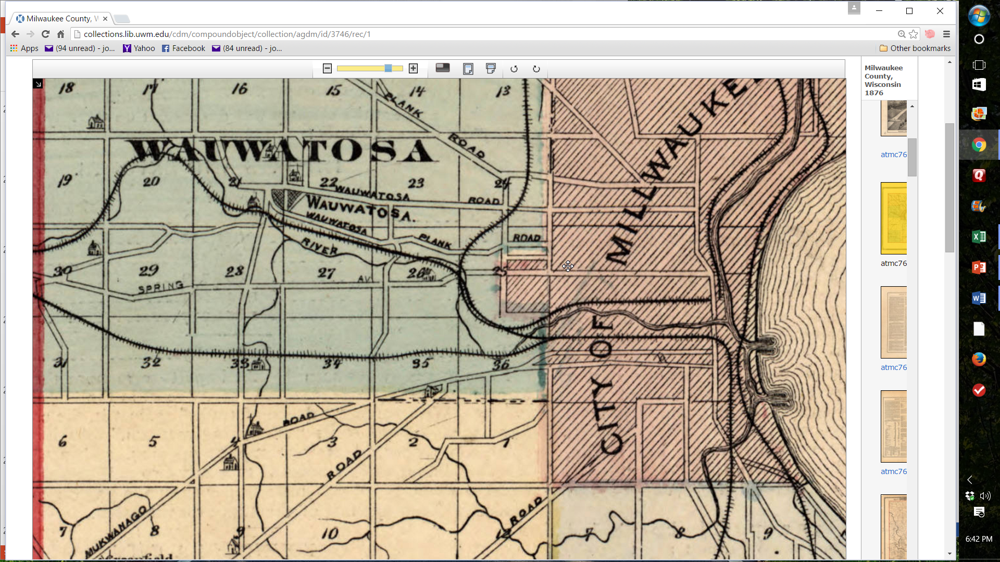 Milwaukee County, W
collections.lib.uwm.edu/cdm/compoundobject/collection/agdm/id/3746/rec/1
Apps (94 unread) - jo... Yahoo Facebook (84 unread) - jo... Other bookmarks
Milwaukee
County,
Wisconsin
1876
18 17 16 15 14 13
PLANK ROAD
WAUWATOSA
MILWAUKEE
atmc76
19 20 21 22 23 24
WAUWATOSA ROAD
WAUWATOSA.
WAUWATOSA PLANK ROAD
RIVER
atmc76
30 29 28 27 26 25
SPRING AV.
CITY OF
31 32 33 34 35 36
atmc76
ROAD
6 5 4 3 2 1
ROAD
atmc76
ROAD
MUKWANAGO
7 8 9 10 12 7 8 9
Greenfield
6:42 PM